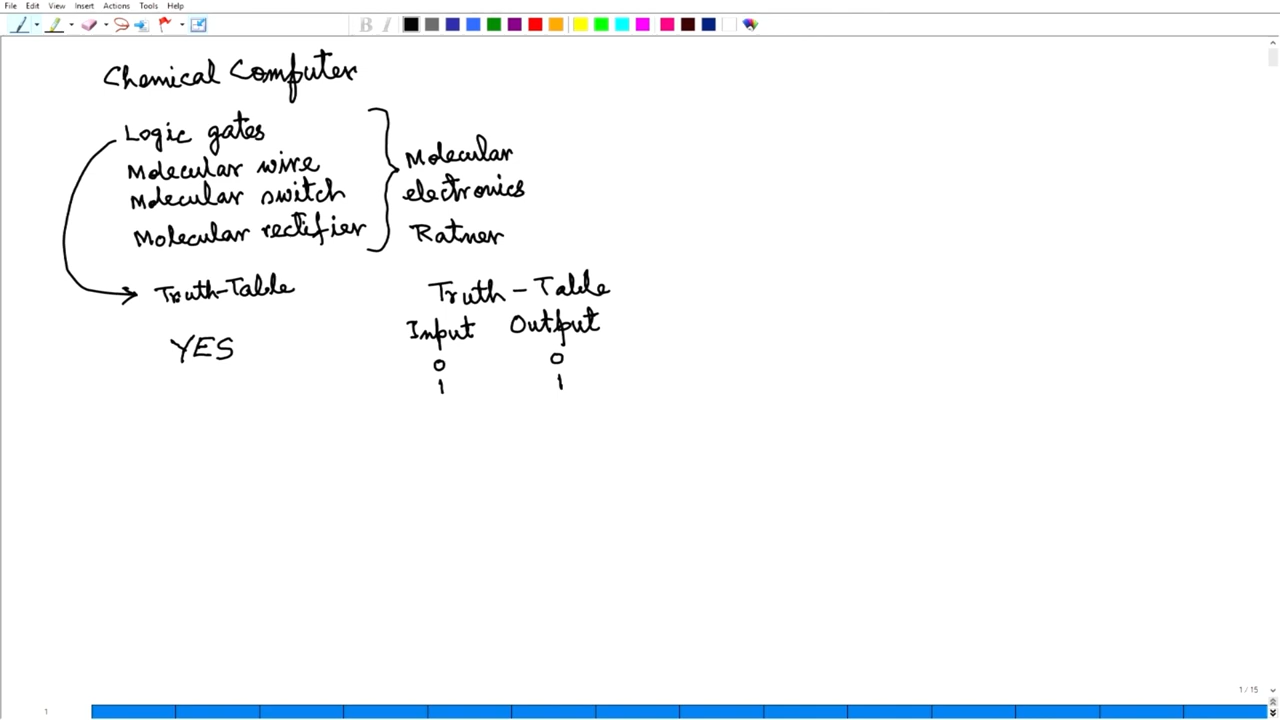 File Edit View Insert Actions Tools Help
B I
Chemical Computer
Logic gates
Molecular wire
Molecular switch
Molecular rectifier
Molecular
electronics
Ratner
Truth-Table
YES
Truth - Table
Input Output
0 0
1 1
1 / 15
1